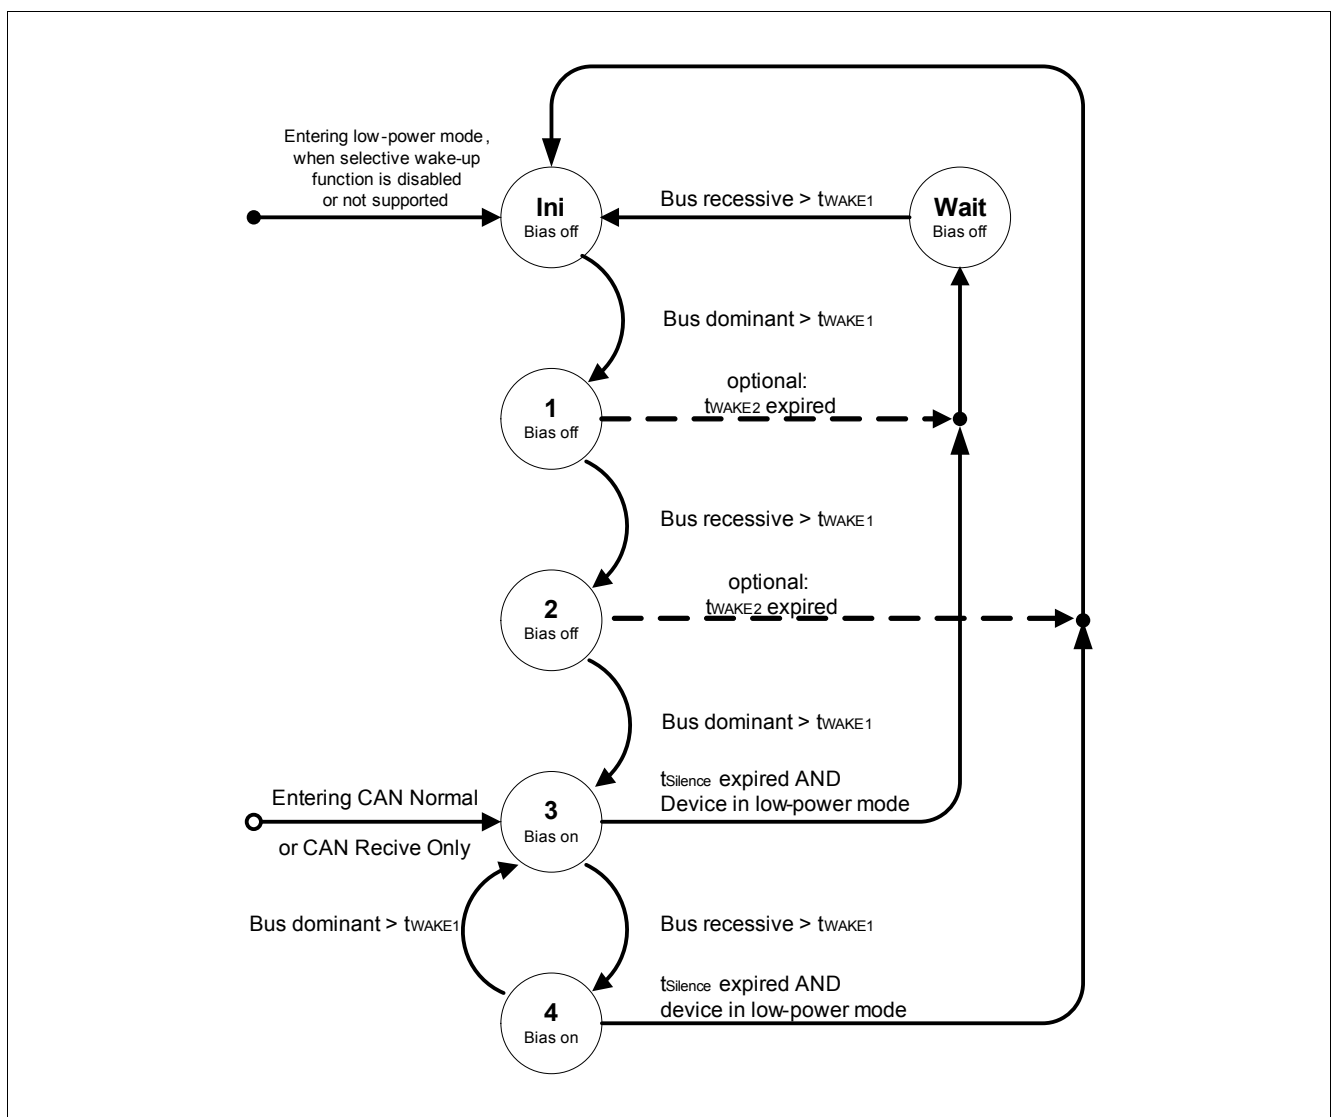 Entering low-power mode,
when selective wake-up
function is disabled
or not supported
Ini
Bias off
Bus recessive > tWAKE1
Wait
Bias off
Bus dominant > tWAKE1
1
Bias off
optional:
tWAKE2 expired
Bus recessive > tWAKE1
2
Bias off
optional:
tWAKE2 expired
Bus dominant > tWAKE1
Entering CAN Normal
or CAN Recive Only
3
Bias on
tSilence expired AND
Device in low-power mode
Bus dominant > tWAKE1
Bus recessive > tWAKE1
4
Bias on
tSilence expired AND
device in low-power mode